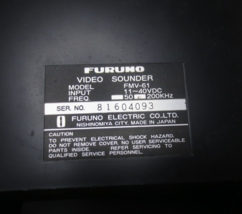 FURUNO
VIDEO SOUNDER
MODEL FMV-61
INPUT 11~40VDC
FREQ. 50 200KHz
SER. NO. 81604093
FURUNO ELECTRIC CO.,LTD.
NISHINOMIYA CITY, MADE IN JAPAN
CAUTION
TO PREVENT ELECTRICAL SHOCK HAZARD,
DO NOT REMOVE COVER. NO USER SERVICEABLE
PARTS INSIDE. REFER SERVICING TO
QUALIFIED SERVICE PERSONNEL.